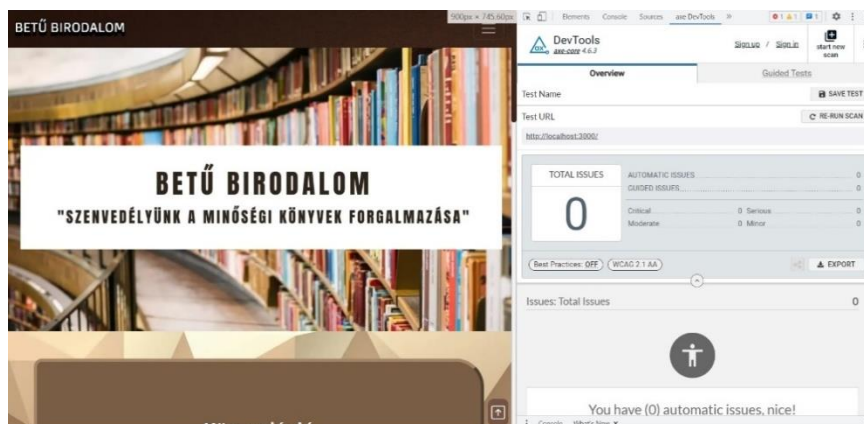 BETŰ BIRODALOM
900px × 745.60px
BETŰ BIRODALOM
"SZENVEDÉLYÜNK A MINŐSÉGI KÖNYVEK FORGALMAZÁSA"
Elements Console Sources axe DevTools » 1 1 1
DevTools
axe-core 4.6.3
Sign up / Sign in
start new scan
Overview
Guided Tests
Test Name
SAVE TEST
Test URL
RE-RUN SCAN
http://localhost:3000/
TOTAL ISSUES
0
AUTOMATIC ISSUES 0
GUIDED ISSUES 0
Critical 0 Serious 0
Moderate 0 Minor 0
Best Practices: OFF
WCAG 2.1 AA
EXPORT
Issues: Total Issues 0
You have (0) automatic issues, nice!
Console What's New ×